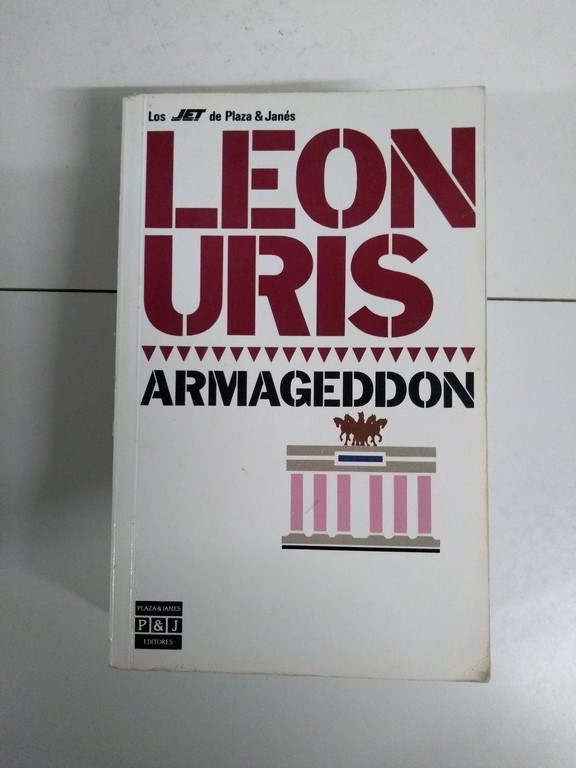 Los JET de Plaza & Janés
LEON
URIS
ARMAGEDDON
PLAZA & JANES
P & J
EDITORES